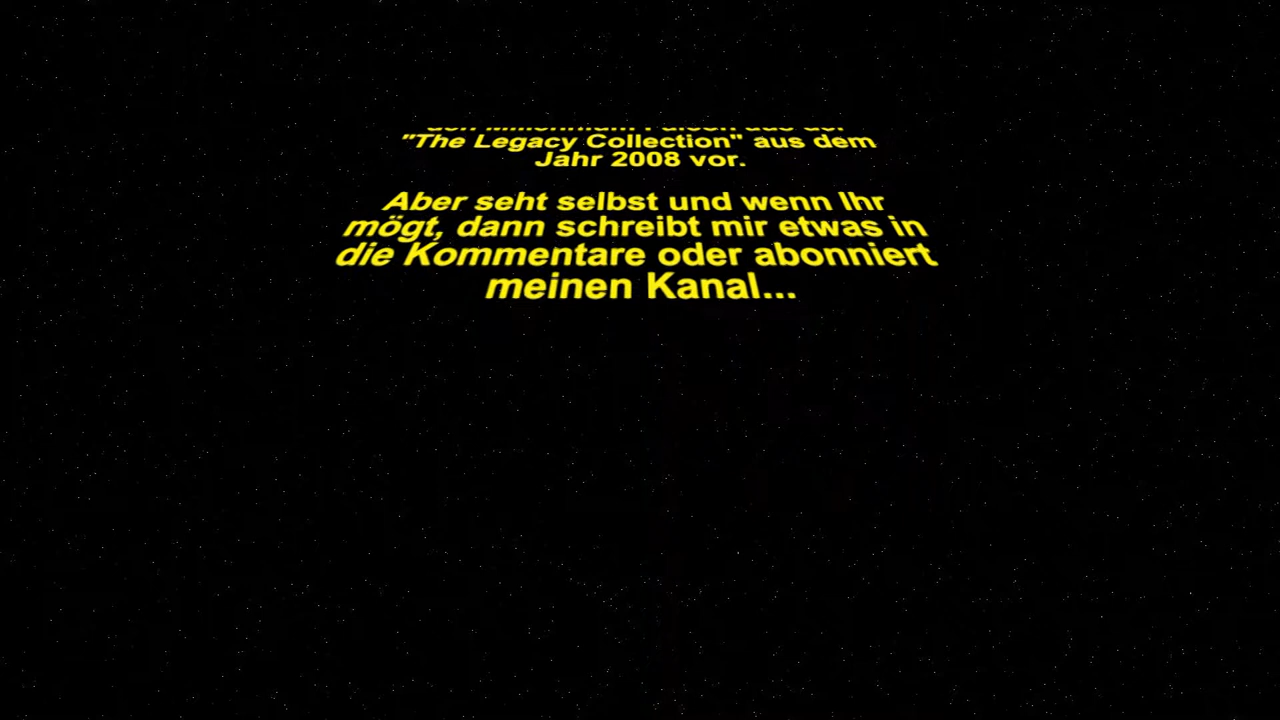 "The Legacy Collection" aus dem
Jahr 2008 vor.
Aber seht selbst und wenn Ihr
mögt, dann schreibt mir etwas in
die Kommentare oder abonniert
meinen Kanal...